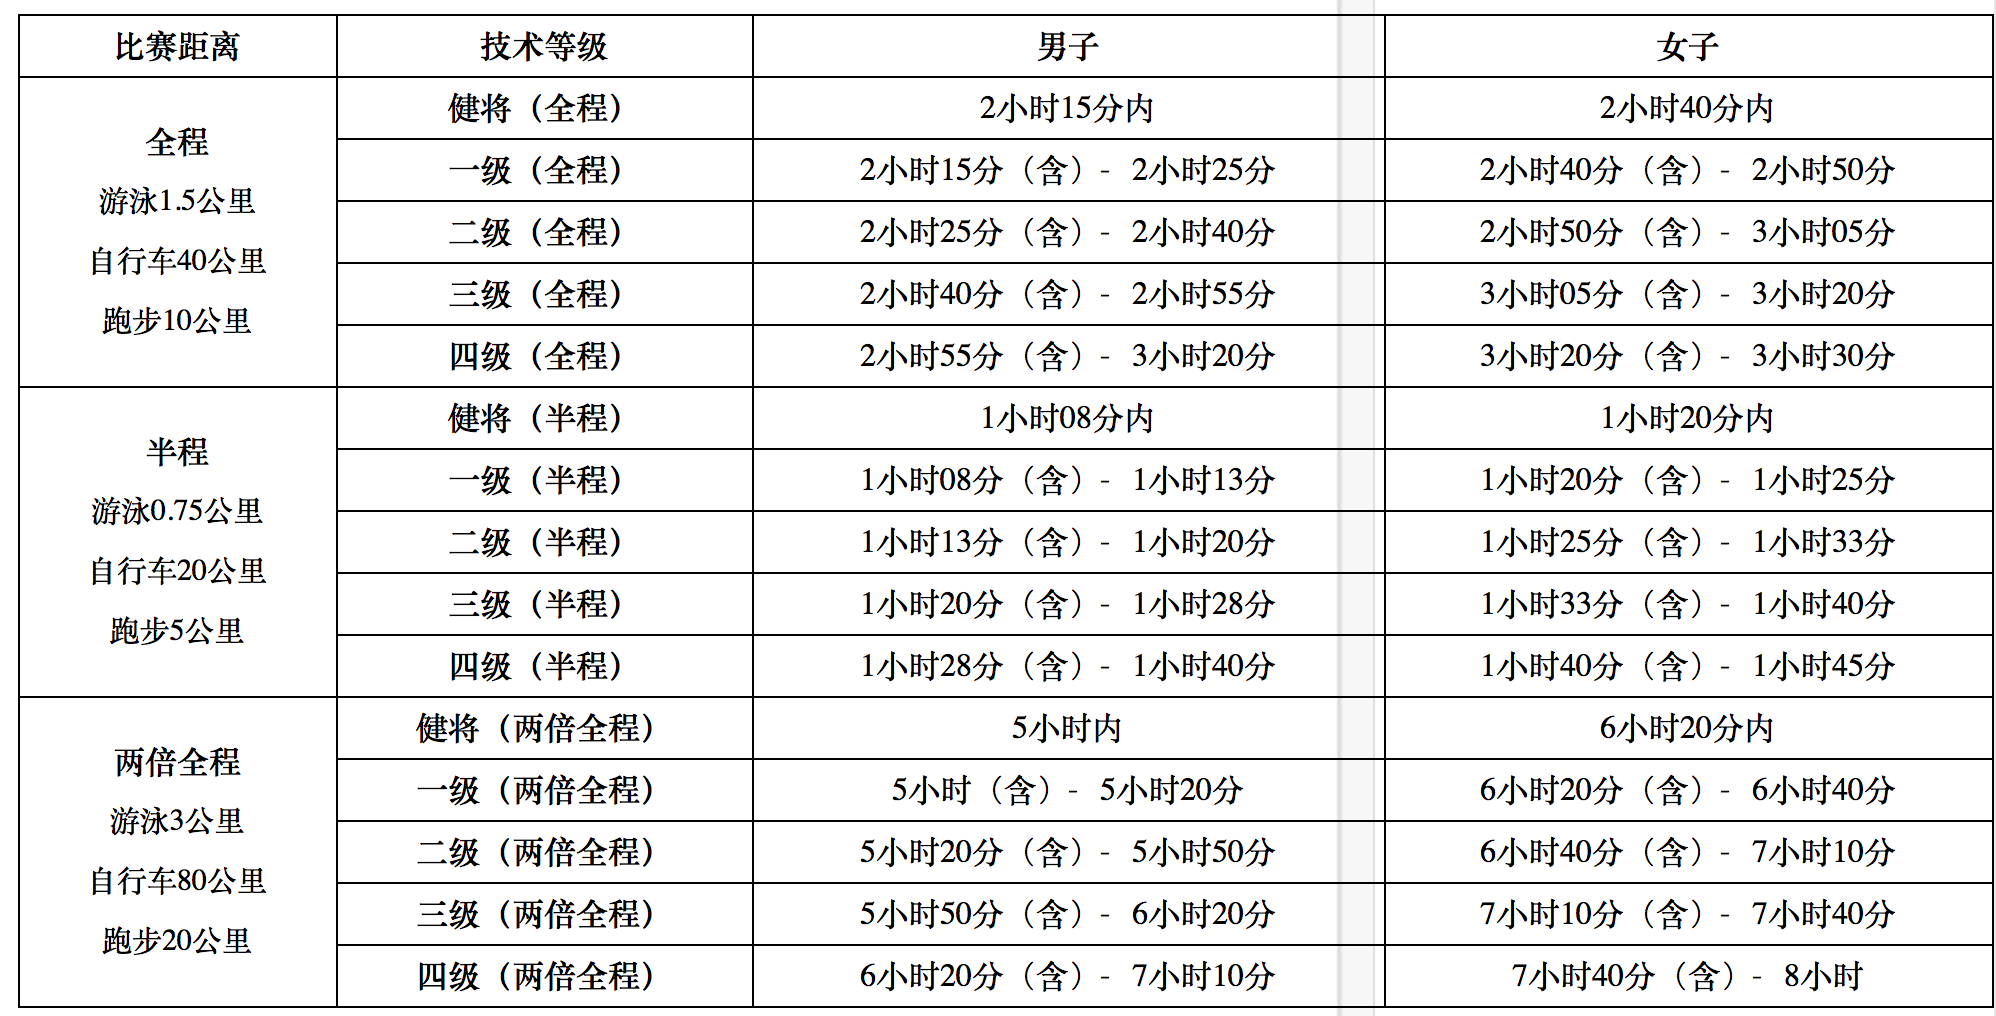 比赛距离 技术等级 男子 女子
全程
游泳1.5公里
自行车40公里
跑步10公里
健将（全程） 2小时15分内 2小时40分内
一级（全程） 2小时15分（含）- 2小时25分 2小时40分（含）- 2小时50分
二级（全程） 2小时25分（含）- 2小时40分 2小时50分（含）- 3小时05分
三级（全程） 2小时40分（含）- 2小时55分 3小时05分（含）- 3小时20分
四级（全程） 2小时55分（含）- 3小时20分 3小时20分（含）- 3小时30分
半程
游泳0.75公里
自行车20公里
跑步5公里
健将（半程） 1小时08分内 1小时20分内
一级（半程） 1小时08分（含）- 1小时13分 1小时20分（含）- 1小时25分
二级（半程） 1小时13分（含）- 1小时20分 1小时25分（含）- 1小时33分
三级（半程） 1小时20分（含）- 1小时28分 1小时33分（含）- 1小时40分
四级（半程） 1小时28分（含）- 1小时40分 1小时40分（含）- 1小时45分
两倍全程
游泳3公里
自行车80公里
跑步20公里
健将（两倍全程） 5小时内 6小时20分内
一级（两倍全程） 5小时（含）- 5小时20分 6小时20分（含）- 6小时40分
二级（两倍全程） 5小时20分（含）- 5小时50分 6小时40分（含）- 7小时10分
三级（两倍全程） 5小时50分（含）- 6小时20分 7小时10分（含）- 7小时40分
四级（两倍全程） 6小时20分（含）- 7小时10分 7小时40分（含）- 8小时